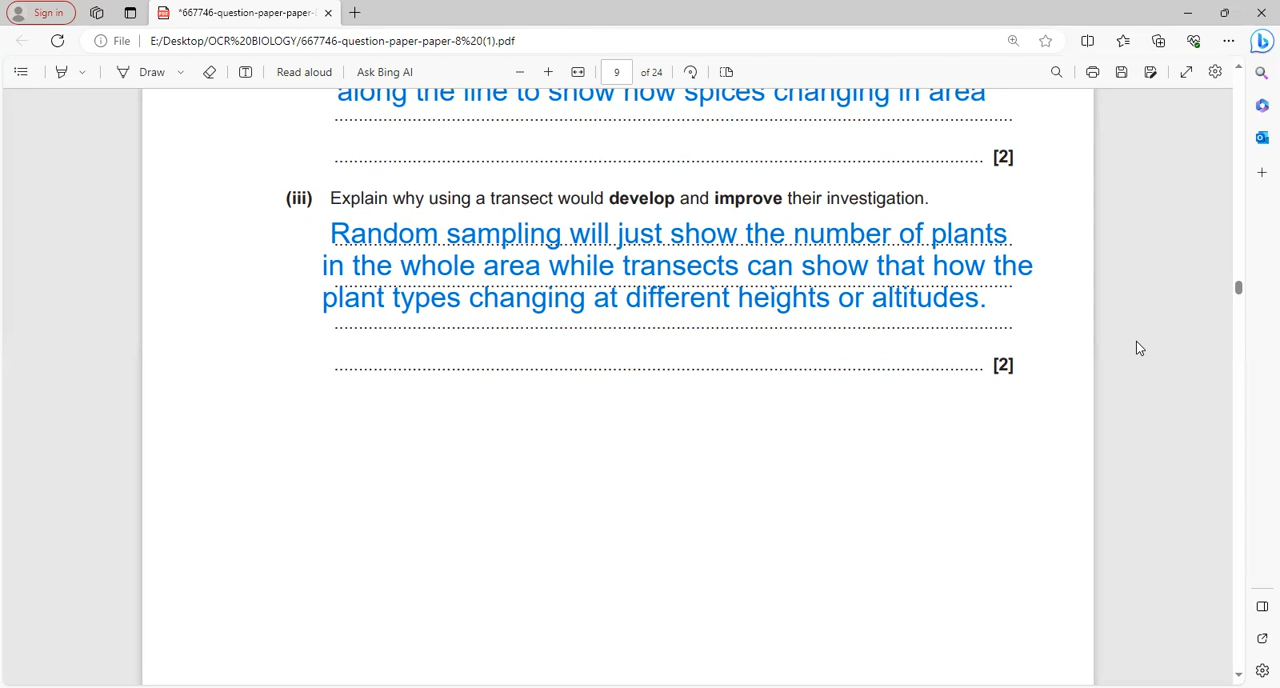 Sign in
*667746-question-paper-paper-
File
E:/Desktop/OCR%20BIOLOGY/667746-question-paper-paper-8%20(1).pdf
Draw
Read aloud
Ask Bing AI
9
of 24
along the line to show how spices changing in area
[2]
(iii) Explain why using a transect would develop and improve their investigation.
Random sampling will just show the number of plants
in the whole area while transects can show that how the
plant types changing at different heights or altitudes.
[2]